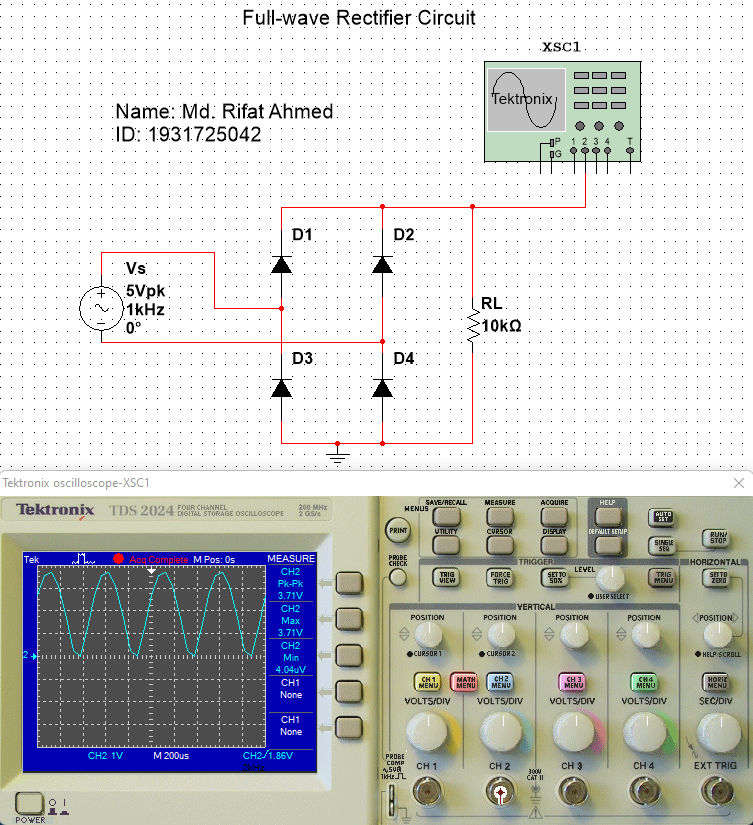 Full-wave Rectifier Circuit
XSC1
Tektronix
P
G
1 2 3 4 T
Name: Md. Rifat Ahmed
ID: 1931725042
D1
D2
Vs
5Vpk
1kHz
0°
RL
10kΩ
D3
D4
Tektronix oscilloscope-XSC1
Tektronix TDS 2024 FOUR CHANNEL DIGITAL STORAGE OSCILLOSCOPE 200 MHz 2 GS/s
MENUS
SAVE/RECALL MEASURE ACQUIRE HELP
AUTO SET
PRINT
UTILITY CURSOR DISPLAY DEFAULT SETUP
SINGLE SEQ
RUN/STOP
PROBE CHECK
TRIGGER
HORIZONTAL
TRIG VIEW
FORCE TRIG
SET TO 50%
LEVEL
USER SELECT
TRIG MENU
SET TO ZERO
VERTICAL
POSITION POSITION POSITION POSITION POSITION
CURSOR 1 CURSOR 2 HELP-SCROLL
CH 1 MENU
MATH MENU
CH 2 MENU
CH 3 MENU
CH 4 MENU
HORIZ MENU
VOLTS/DIV VOLTS/DIV VOLTS/DIV VOLTS/DIV SEC/DIV
PROBE COMP
~5V
1kHz
CH 1 CH 2 300V CAT II CH 3 CH 4 EXT TRIG
Tek Acq Complete M Pos: 0s MEASURE
CH2
Pk-Pk
3.71V
CH2
Max
3.71V
CH2
Min
4.04uV
CH1
None
CH1
None
2
CH2 1V M 200us CH2 / 1.86V
POWER